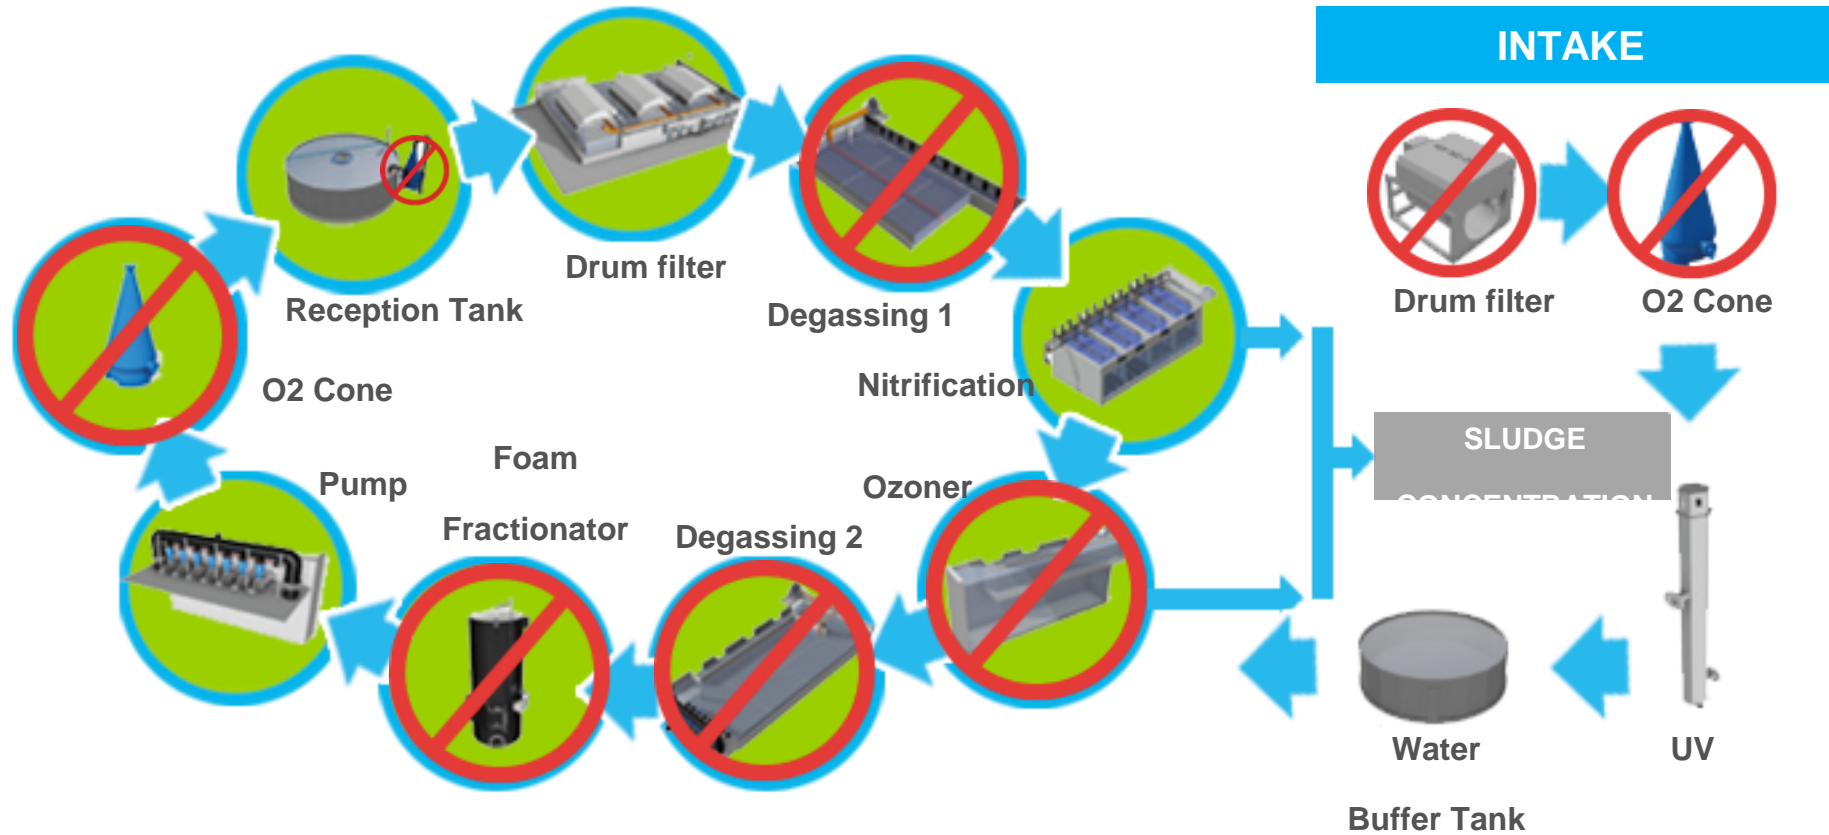 INTAKE
Drum filter
Reception Tank
Degassing 1
Drum filter
O2 Cone
O2 Cone
Nitrification
SLUDGE
CONCENTRATION
Foam
Fractionator
Pump
Ozoner
Degassing 2
Water
UV
Buffer Tank